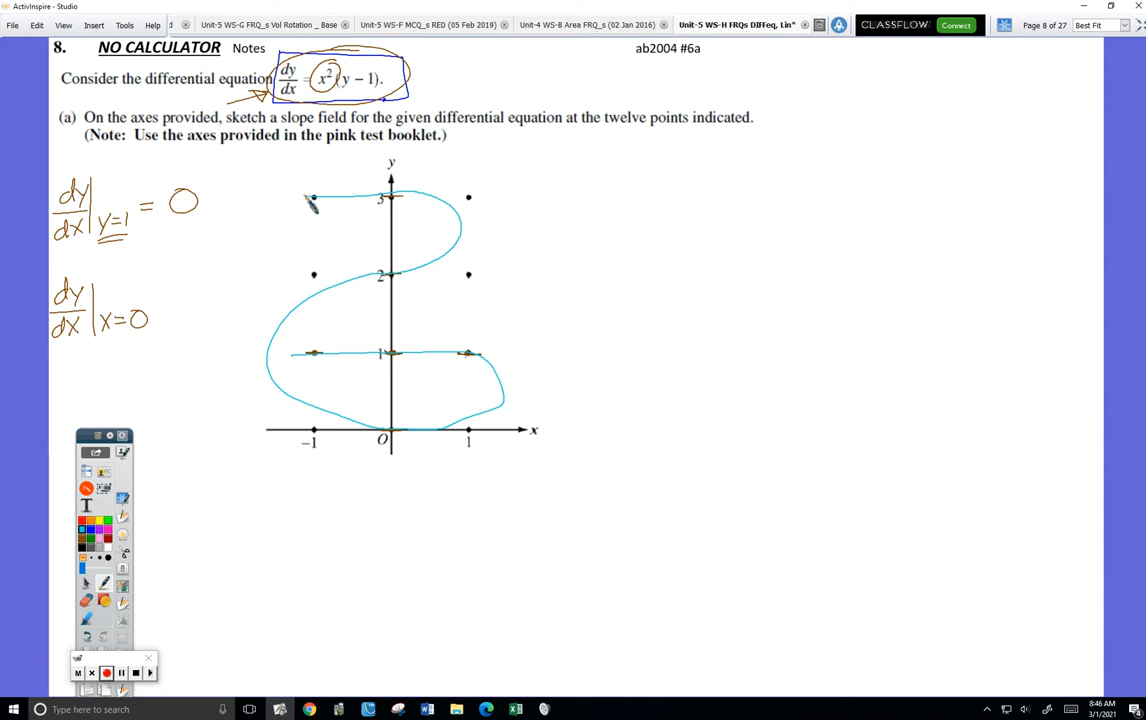 ActivInspire
Studio
File Edit View Insert Tools Help Unit-5 WS-G FRQ_s Vol Rotation _ Base Unit-5 WS-F MCQ_s RED (05 Feb 2019) Unit-4 WS-B Area FRQ_s (02 Jan 2016) Unit-5 WS-H FRQs DIFFeq, Lin* CLASSFLOW Connect Page 8 of 27 Best Fit
8. NO CALCULATOR Notes ab2004 #6a
Consider the differential equation dy/dx = x²(y − 1).
(a) On the axes provided, sketch a slope field for the given differential equation at the twelve points indicated.
(Note: Use the axes provided in the pink test booklet.)
y
3
dy/dx | y=1 = 0
2
dy/dx | x=0
1
O x
−1 1
T
M
Type here to search
8:46 AM
3/1/2021